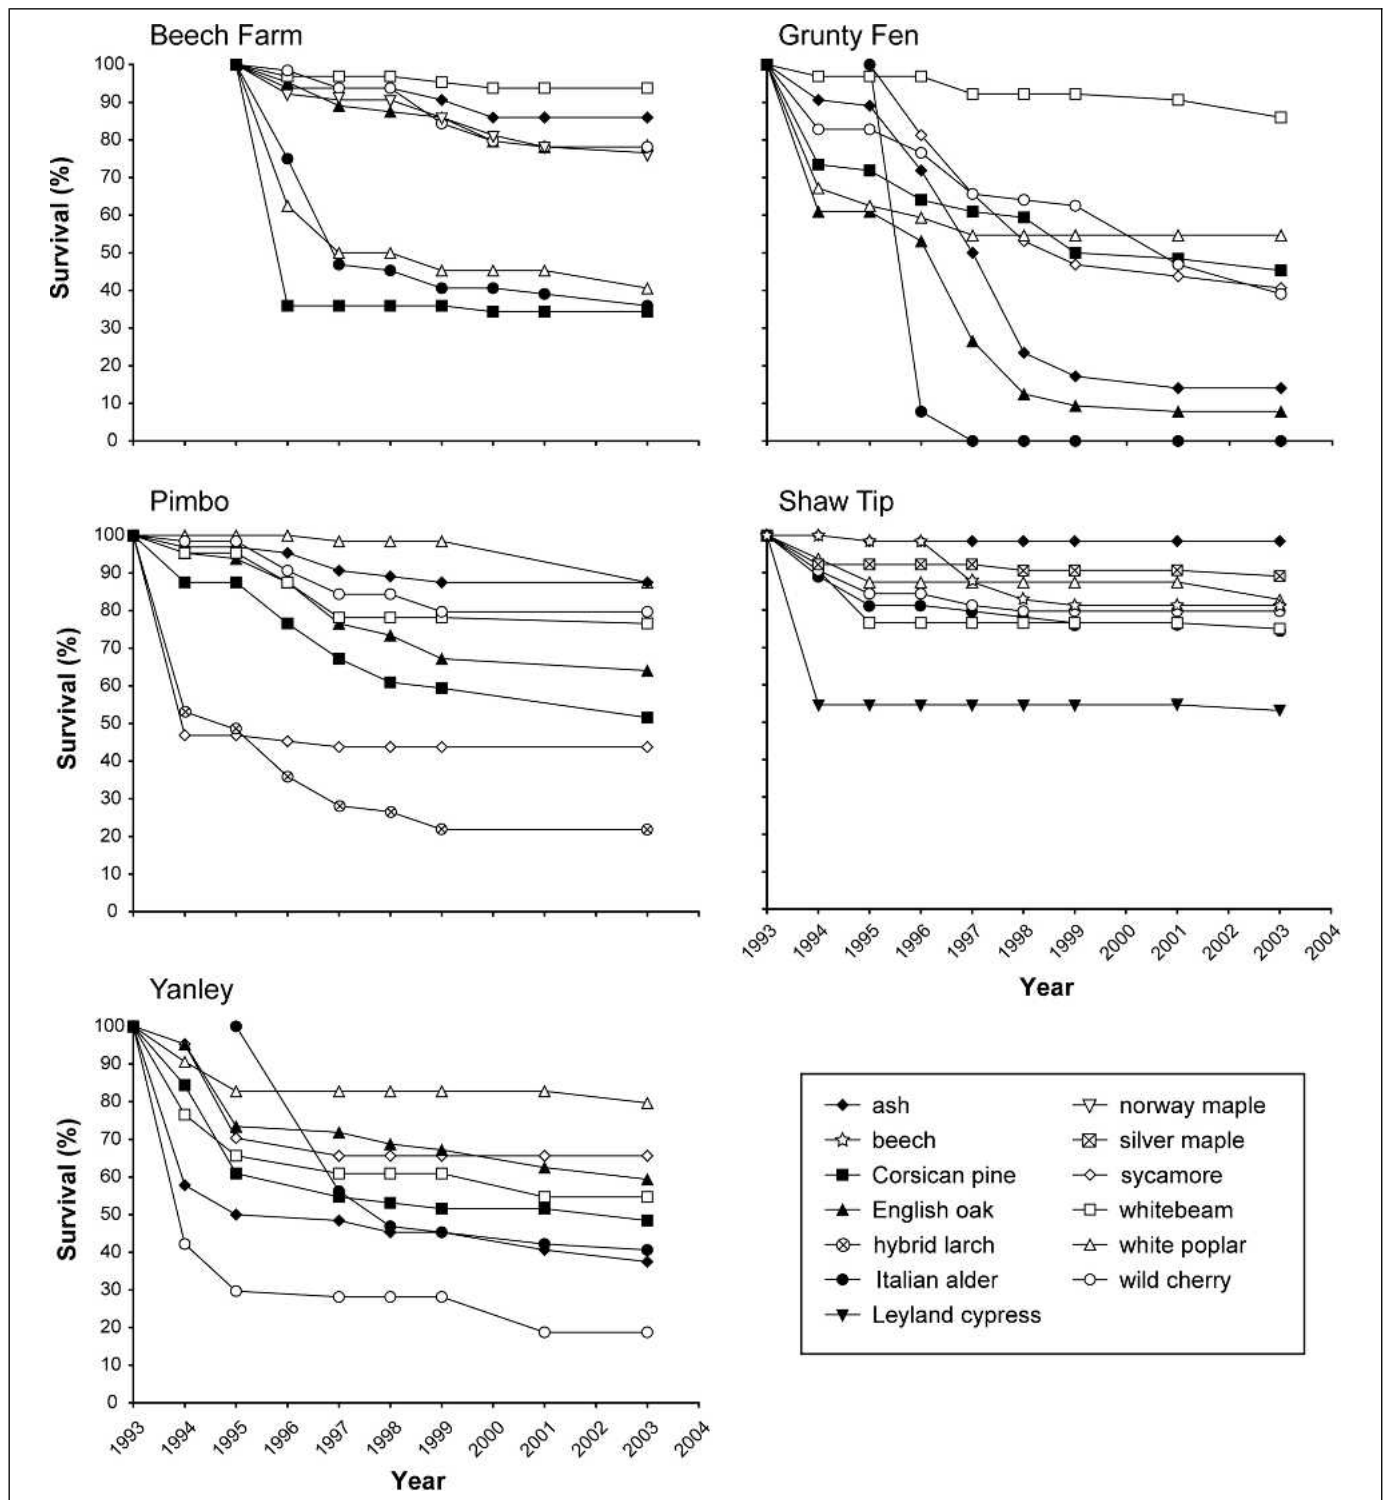 Beech Farm
Survival (%)
100
90
80
70
60
50
40
30
20
10
0
Grunty Fen
Pimbo
Survival (%)
100
90
80
70
60
50
40
30
20
10
0
Shaw Tip
1993 1994 1995 1996 1997 1998 1999 2000 2001 2002 2003 2004
Year
Yanley
Survival (%)
100
90
80
70
60
50
40
30
20
10
0
1993 1994 1995 1996 1997 1998 1999 2000 2001 2002 2003 2004
Year
ash
beech
Corsican pine
English oak
hybrid larch
Italian alder
Leyland cypress
norway maple
silver maple
sycamore
whitebeam
white poplar
wild cherry